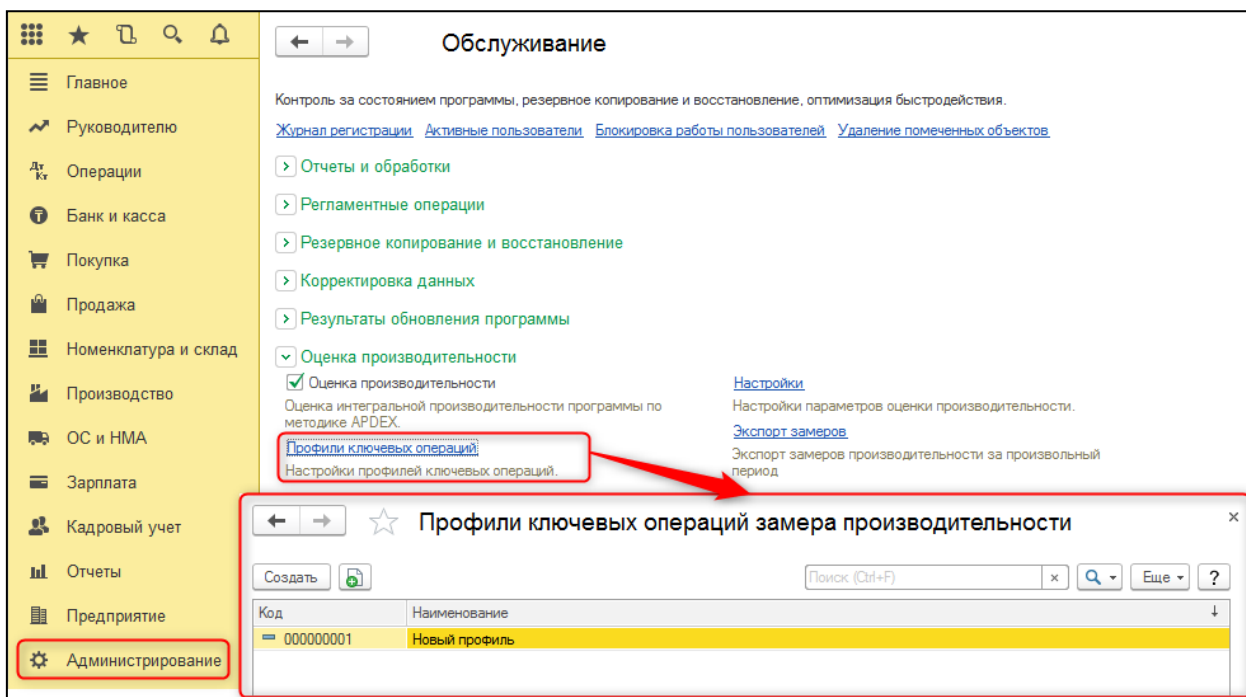 Обслуживание
Главное
Руководителю
Дт Кт Операции
Банк и касса
Покупка
Продажа
Номенклатура и склад
Производство
ОС и НМА
Зарплата
Кадровый учет
Отчеты
Предприятие
Администрирование
Контроль за состоянием программы, резервное копирование и восстановление, оптимизация быстродействия.
Журнал регистрации Активные пользователи Блокировка работы пользователей Удаление помеченных объектов
Отчеты и обработки
Регламентные операции
Резервное копирование и восстановление
Корректировка данных
Результаты обновления программы
Оценка производительности
Оценка производительности
Оценка интегральной производительности программы по
методике APDEX.
Профили ключевых операций
Настройки профилей ключевых операций.
Настройки
Настройки параметров оценки производительности.
Экспорт замеров
Экспорт замеров производительности за произвольный
период
Профили ключевых операций замера производительности
Создать Поиск (Ctrl+F) × Еще ?
Код Наименование
000000001 Новый профиль